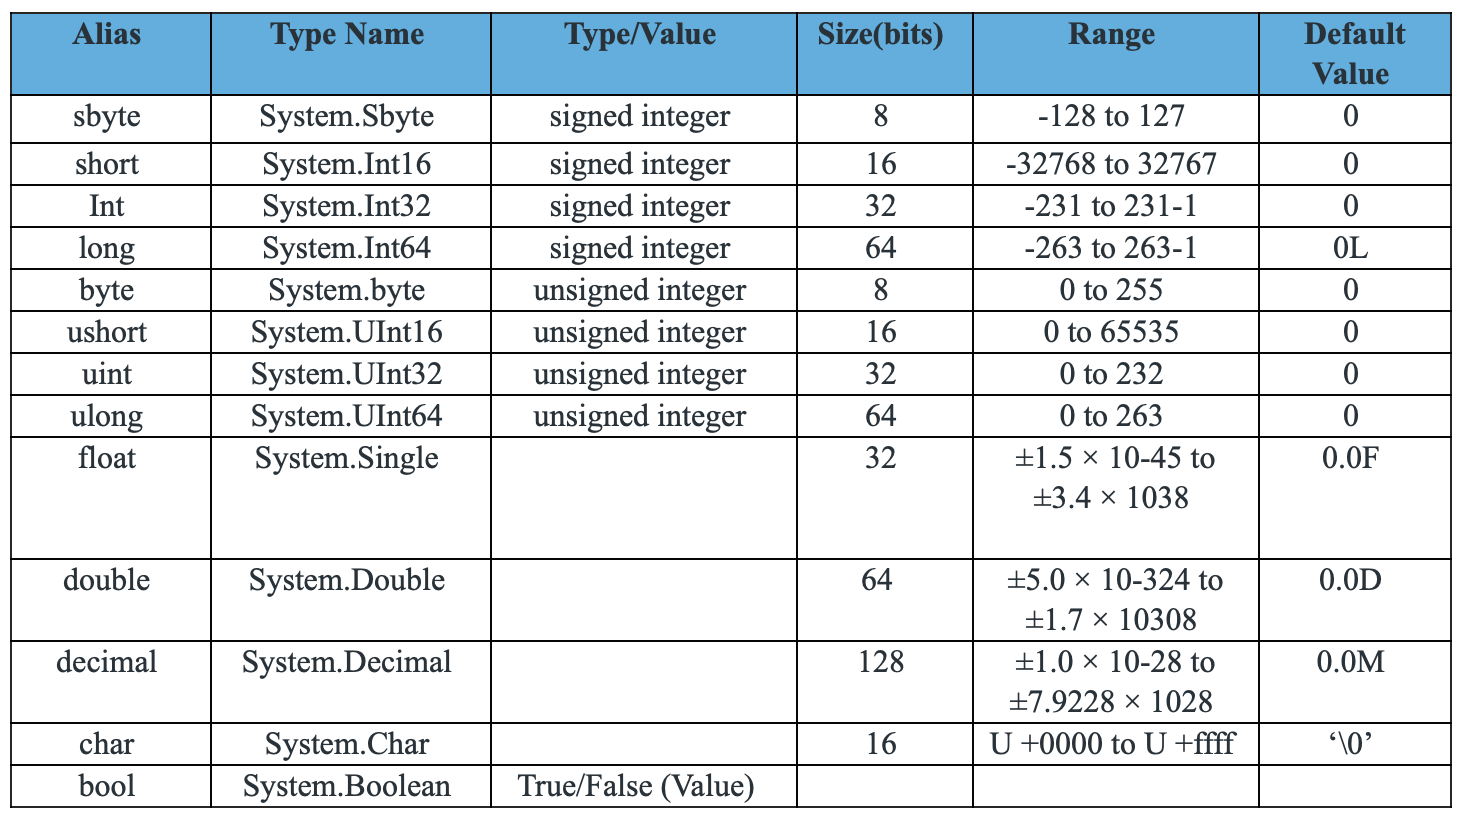 Alias Type Name Type/Value Size(bits) Range Default Value
sbyte System.Sbyte signed integer 8 -128 to 127 0
short System.Int16 signed integer 16 -32768 to 32767 0
Int System.Int32 signed integer 32 -231 to 231-1 0
long System.Int64 signed integer 64 -263 to 263-1 0L
byte System.byte unsigned integer 8 0 to 255 0
ushort System.UInt16 unsigned integer 16 0 to 65535 0
uint System.UInt32 unsigned integer 32 0 to 232 0
ulong System.UInt64 unsigned integer 64 0 to 263 0
float System.Single 32 ±1.5 × 10-45 to ±3.4 × 1038 0.0F
double System.Double 64 ±5.0 × 10-324 to ±1.7 × 10308 0.0D
decimal System.Decimal 128 ±1.0 × 10-28 to ±7.9228 × 1028 0.0M
char System.Char 16 U +0000 to U +ffff ‘\0’
bool System.Boolean True/False (Value)